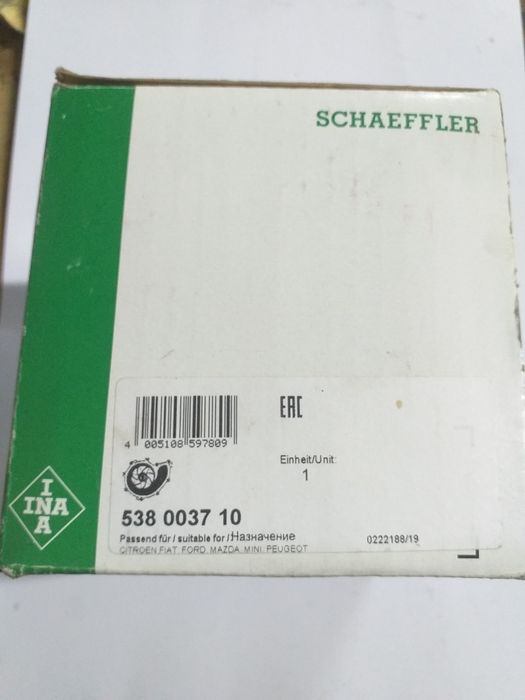 SCHAEFFLER
EAC
4 005108 597809
Einheit/Unit:
1
INA
INA
538 0037 10
Passend für / suitable for /:Назначение
0222188/19
CITROEN FIAT FORD MAZDA MINI PEUGEOT